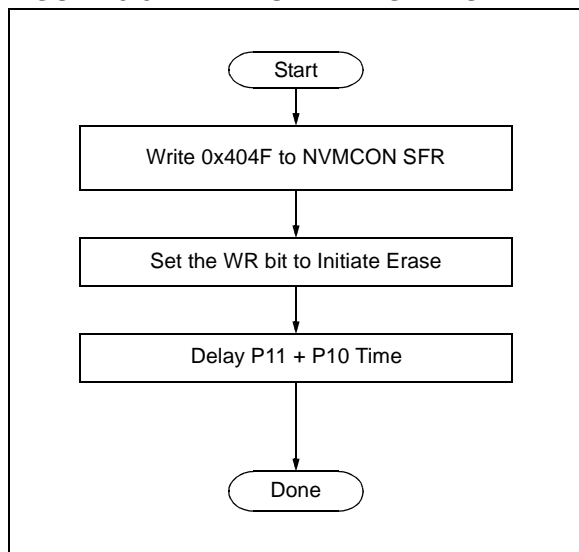 Start
Write 0x404F to NVMCON SFR
Set the WR bit to Initiate Erase
Delay P11 + P10 Time
Done